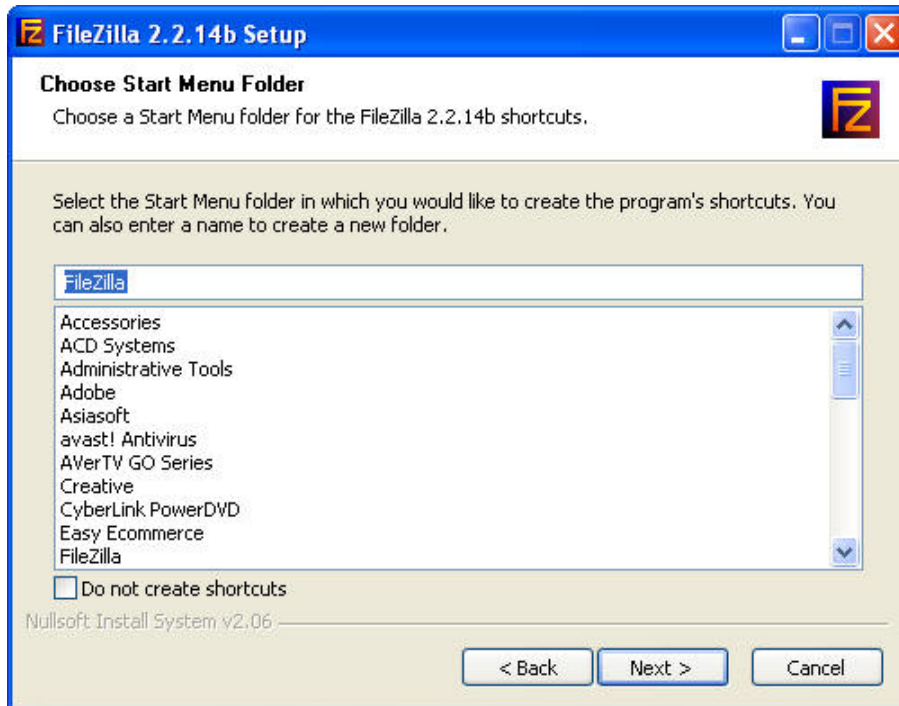 FileZilla 2.2.14b Setup
Choose Start Menu Folder
Choose a Start Menu folder for the FileZilla 2.2.14b shortcuts.
FZ
Select the Start Menu folder in which you would like to create the program's shortcuts. You
can also enter a name to create a new folder.
FileZilla
Accessories
ACD Systems
Administrative Tools
Adobe
Asiasoft
avast! Antivirus
AVerTV GO Series
Creative
CyberLink PowerDVD
Easy Ecommerce
FileZilla
Do not create shortcuts
Nullsoft Install System v2.06
< Back
Next >
Cancel